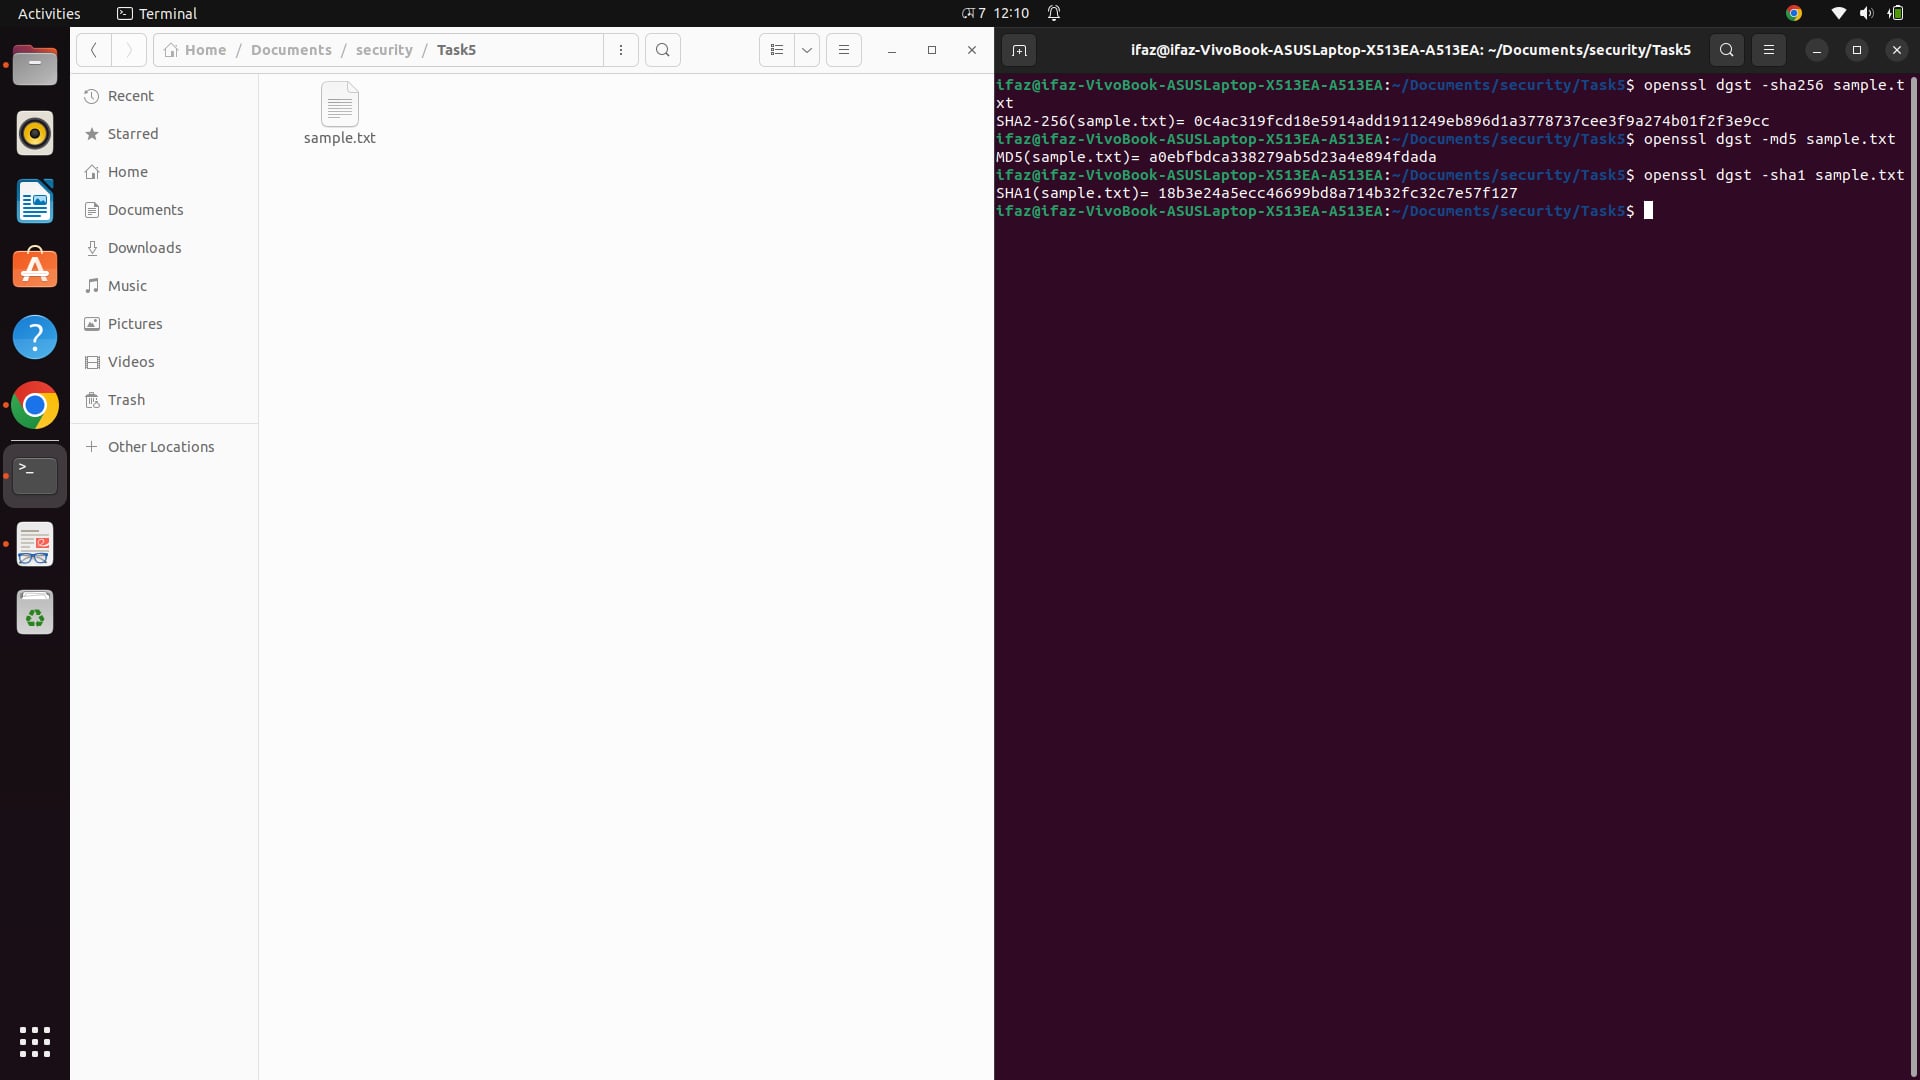 Activities
Terminal
জুন 7 12:10
Home / Documents / security / Task5
Recent
Starred
Home
Documents
Downloads
Music
Pictures
Videos
Trash
+ Other Locations
sample.txt
ifaz@ifaz-VivoBook-ASUSLaptop-X513EA-A513EA: ~/Documents/security/Task5
ifaz@ifaz-VivoBook-ASUSLaptop-X513EA-A513EA:~/Documents/security/Task5$ openssl dgst -sha256 sample.t
xt
SHA2-256(sample.txt)= 0c4ac319fcd18e5914add1911249eb896d1a3778737cee3f9a274b01f2f3e9cc
ifaz@ifaz-VivoBook-ASUSLaptop-X513EA-A513EA:~/Documents/security/Task5$ openssl dgst -md5 sample.txt
MD5(sample.txt)= a0ebfbdca338279ab5d23a4e894fdada
ifaz@ifaz-VivoBook-ASUSLaptop-X513EA-A513EA:~/Documents/security/Task5$ openssl dgst -sha1 sample.txt
SHA1(sample.txt)= 18b3e24a5ecc46699bd8a714b32fc32c7e57f127
ifaz@ifaz-VivoBook-ASUSLaptop-X513EA-A513EA:~/Documents/security/Task5$